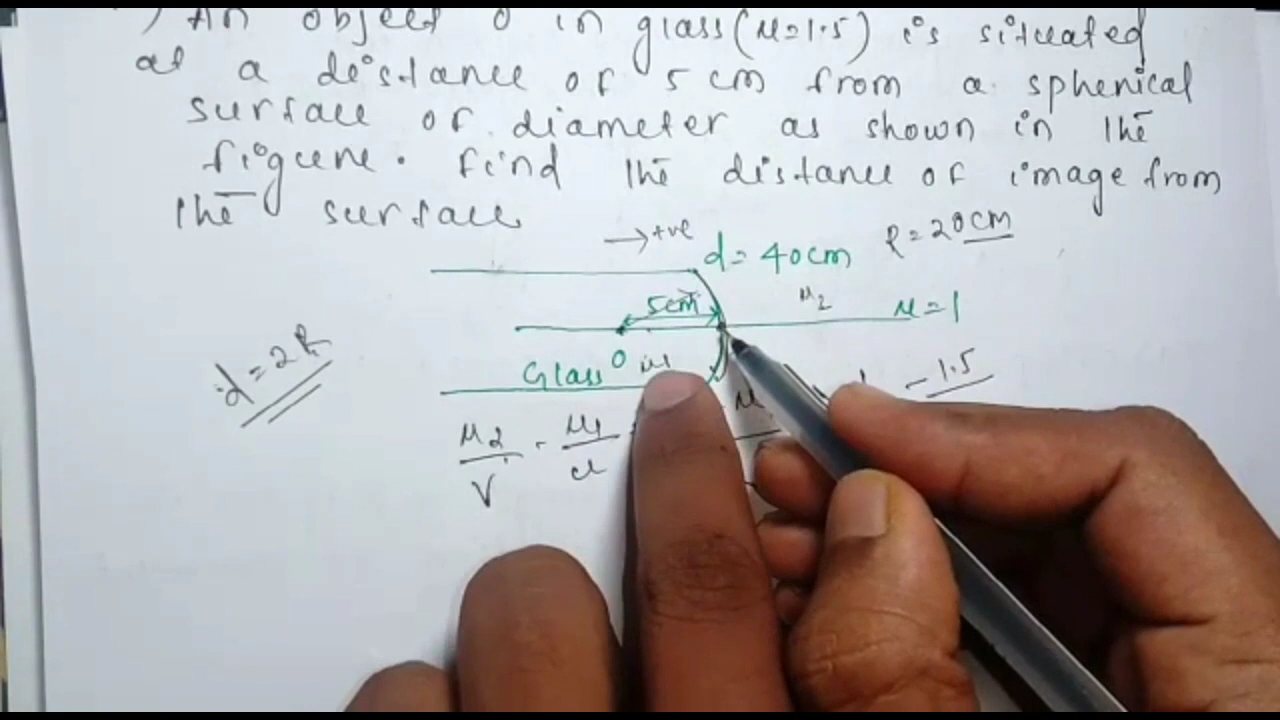 ) An object O in glass (μ=1.5) is situated
at a distance of 5 cm from a spherical
surface of diameter as shown in the
figure. Find the distance of image from
the surface
→+ve
d = 40cm
R = 20cm
5cm
μ2
μ=1
Glass O μ1
d = 2R
- 1.5
μ2/V - μ1/u